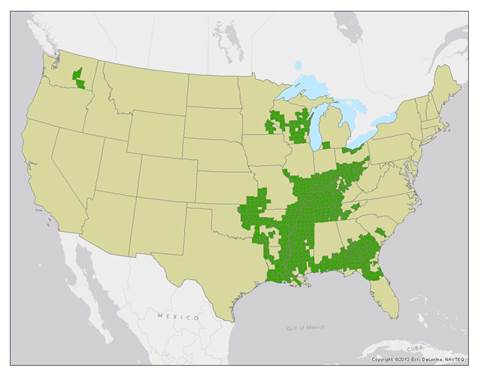 MEXICO
Gulf of Mexico
CUBA
Copyright:©2013 Esri, DeLorme, NAVTEQ